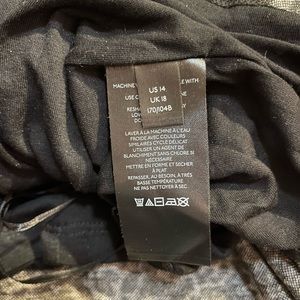 US 14
UK 18
170/104B
MACHINE WITH
USE C
RESHA
LOW
DO
LAVER À LA MACHINE À L'EAU
FROIDE AVEC COULEURS
SIMILAIRES CYCLE DÉLICAT
UTILISER UN AGENT DE
BLANCHIMENT SANS CHLORE SI
NÉCESSAIRE
METTRE EN FORME ET SÉCHER
À PLAT
REPASSER, AU BESOIN, À TRÈS
BASSE TEMPÉRATURE
NE PAS NETTOYER À SEC